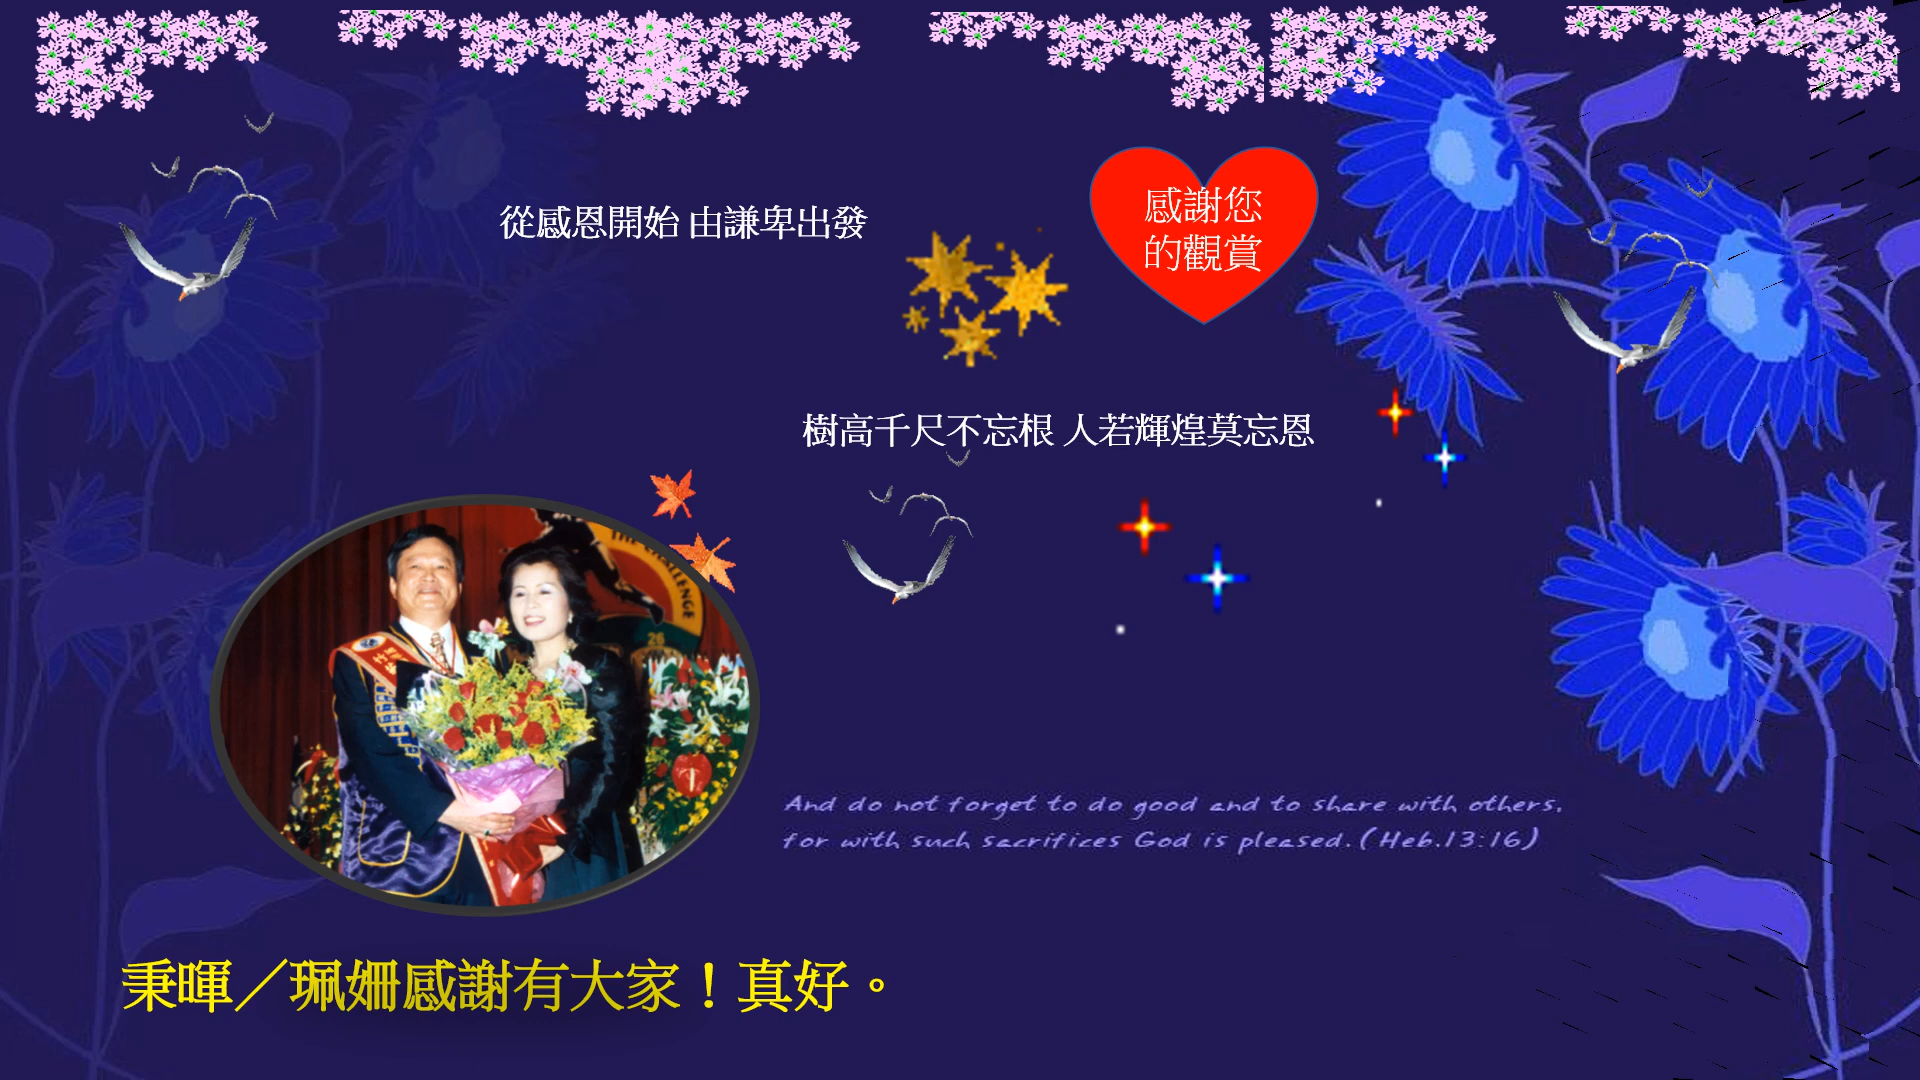 感謝您
的觀賞
從感恩開始 由謙卑出發
樹高千尺不忘根 人若輝煌莫忘恩
THE CHALLENGE
26
And do not forget to do good and to share with others,
for with such sacrifices God is pleased.(Heb.13:16)
秉暉／珮姍感謝有大家！真好。